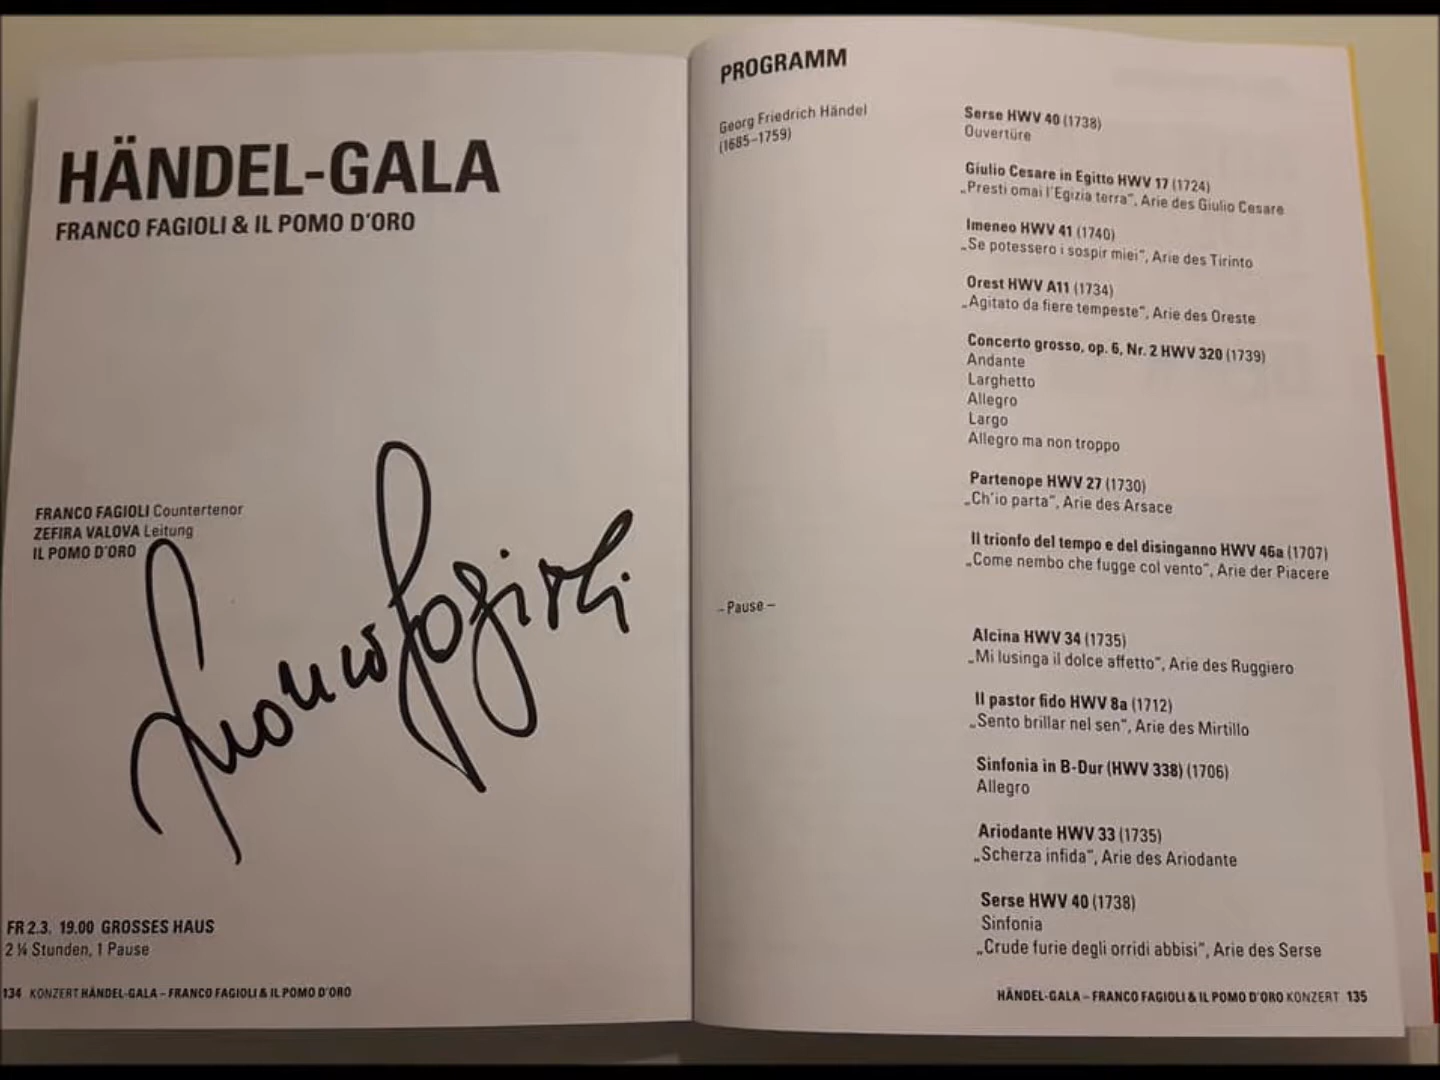 HÄNDEL-GALA
FRANCO FAGIOLI & IL POMO D'ORO
FRANCO FAGIOLI Countertenor
ZEFIRA VALOVA Leitung
IL POMO D'ORO
Franco Fagioli
FR 2.3. 19.00 GROSSES HAUS
2 ¼ Stunden, 1 Pause
134 KONZERT HÄNDEL-GALA – FRANCO FAGIOLI & IL POMO D'ORO
PROGRAMM
Georg Friedrich Händel
(1685–1759)
Serse HWV 40 (1738)
Ouvertüre
Giulio Cesare in Egitto HWV 17 (1724)
„Presti omai l'Egizia terra", Arie des Giulio Cesare
Imeneo HWV 41 (1740)
„Se potessero i sospir miei", Arie des Tirinto
Orest HWV A11 (1734)
„Agitato da fiere tempeste", Arie des Oreste
Concerto grosso, op. 6, Nr. 2 HWV 320 (1739)
Andante
Larghetto
Allegro
Largo
Allegro ma non troppo
Partenope HWV 27 (1730)
„Ch'io parta", Arie des Arsace
Il trionfo del tempo e del disinganno HWV 46a (1707)
„Come nembo che fugge col vento", Arie der Piacere
– Pause –
Alcina HWV 34 (1735)
„Mi lusinga il dolce affetto", Arie des Ruggiero
Il pastor fido HWV 8a (1712)
„Sento brillar nel sen", Arie des Mirtillo
Sinfonia in B-Dur (HWV 338) (1706)
Allegro
Ariodante HWV 33 (1735)
„Scherza infida", Arie des Ariodante
Serse HWV 40 (1738)
Sinfonia
„Crude furie degli orridi abbisi", Arie des Serse
HÄNDEL-GALA – FRANCO FAGIOLI & IL POMO D'ORO KONZERT 135